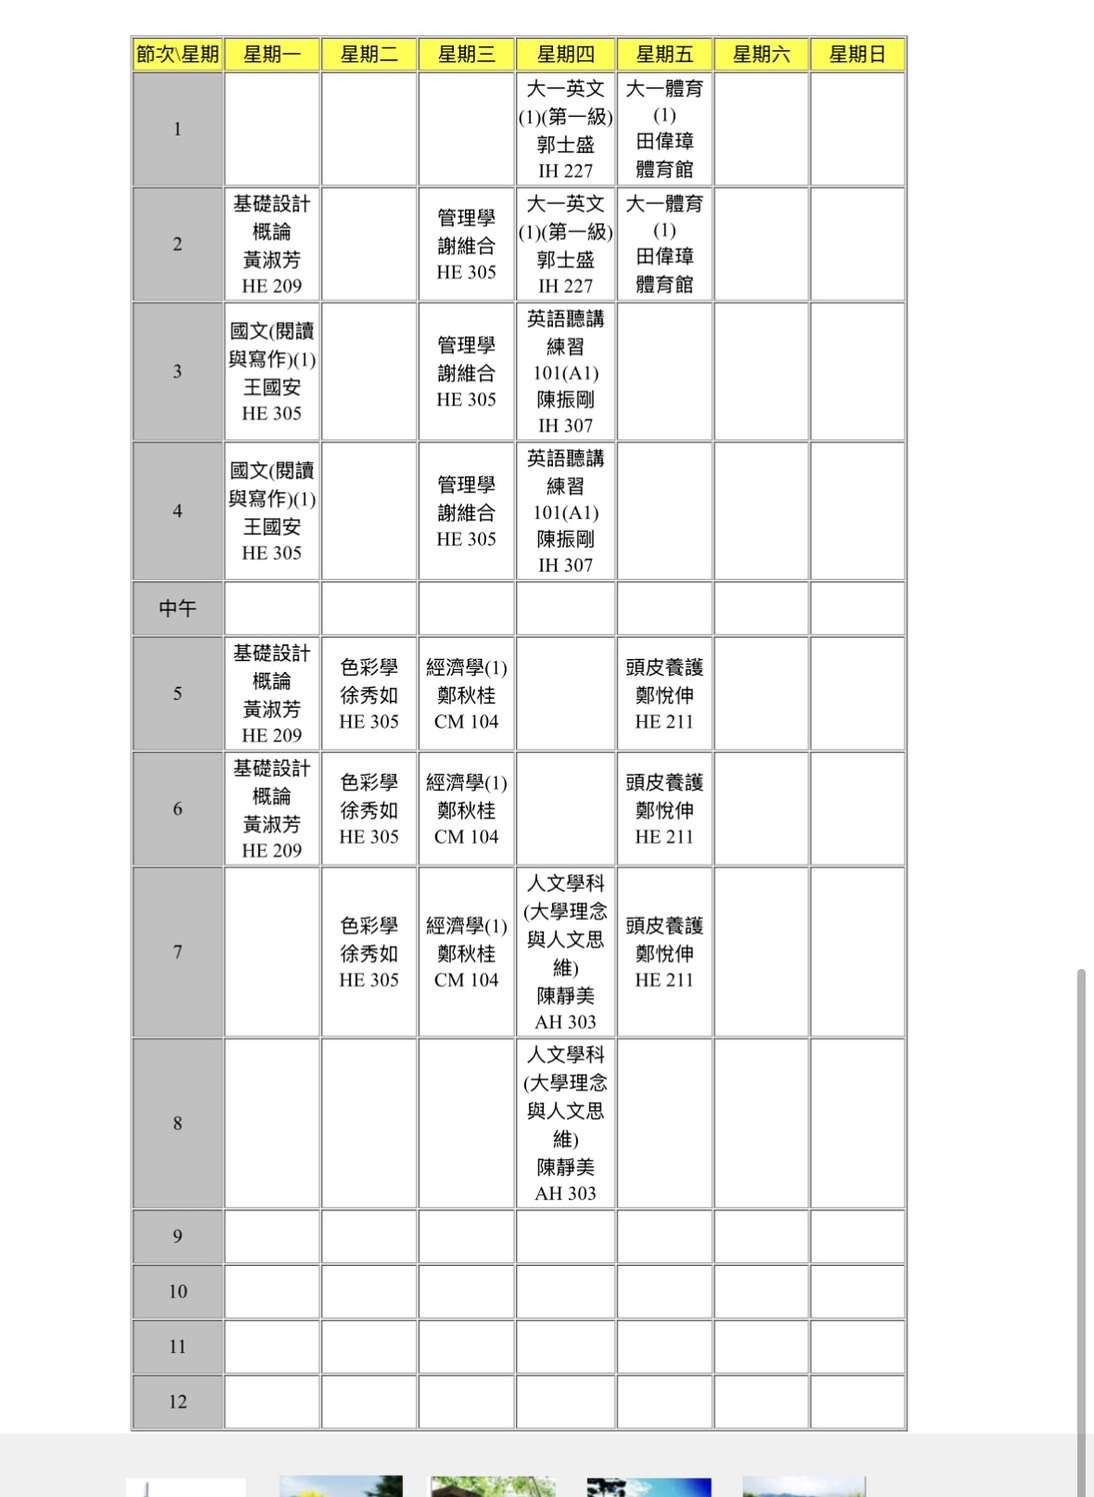 節次\星期 星期一 星期二 星期三 星期四 星期五 星期六 星期日
1
大一英文
(1)(第一級)
郭士盛
IH 227
大一體育
(1)
田偉璋
體育館
2
基礎設計
概論
黃淑芳
HE 209
管理學
謝維合
HE 305
大一英文
(1)(第一級)
郭士盛
IH 227
大一體育
(1)
田偉璋
體育館
3
國文(閱讀
與寫作)(1)
王國安
HE 305
管理學
謝維合
HE 305
英語聽講
練習
101(A1)
陳振剛
IH 307
4
國文(閱讀
與寫作)(1)
王國安
HE 305
管理學
謝維合
HE 305
英語聽講
練習
101(A1)
陳振剛
IH 307
中午
5
基礎設計
概論
黃淑芳
HE 209
色彩學
徐秀如
HE 305
經濟學(1)
鄭秋桂
CM 104
頭皮養護
鄭悅伸
HE 211
6
基礎設計
概論
黃淑芳
HE 209
色彩學
徐秀如
HE 305
經濟學(1)
鄭秋桂
CM 104
頭皮養護
鄭悅伸
HE 211
7
色彩學
徐秀如
HE 305
經濟學(1)
鄭秋桂
CM 104
人文學科
(大學理念
與人文思
維)
陳靜美
AH 303
頭皮養護
鄭悅伸
HE 211
8
人文學科
(大學理念
與人文思
維)
陳靜美
AH 303
9
10
11
12